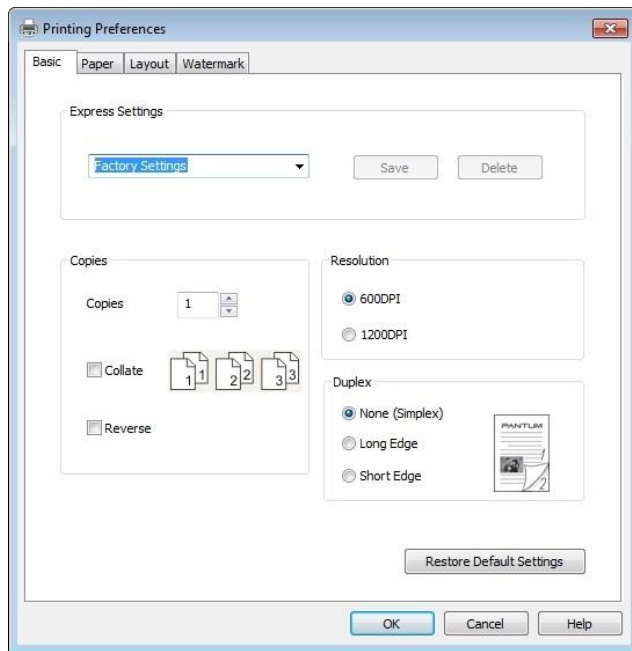 Printing Preferences
Basic Paper Layout Watermark
Express Settings
Factory Settings Save Delete
Copies
Copies 1
Collate 1 1 2 2 3 3
Reverse
Resolution
600DPI
1200DPI
Duplex
None (Simplex)
Long Edge
Short Edge
PANTUM
1
2
Restore Default Settings
OK Cancel Help